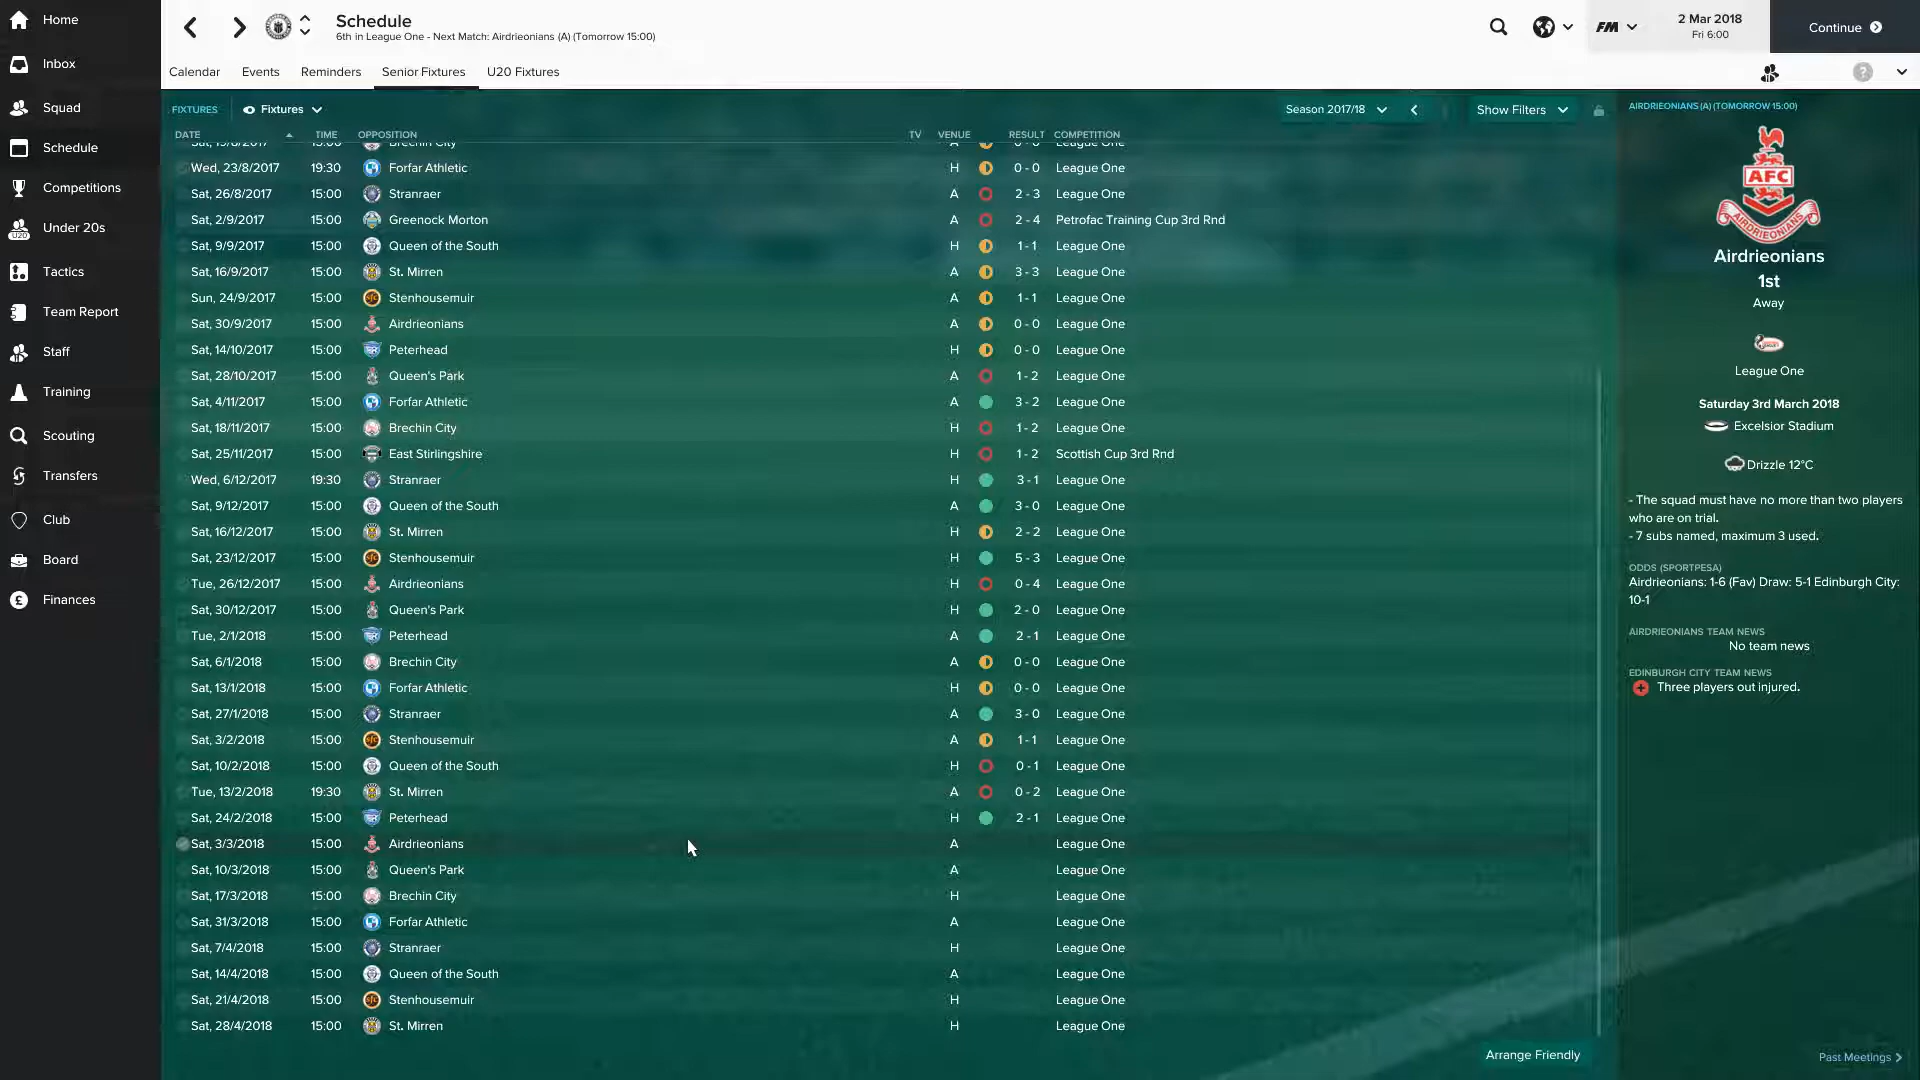 Home
Inbox
Squad
Schedule
Competitions
Under 20s
Tactics
Team Report
Staff
Training
Scouting
Transfers
Club
Board
Finances
Schedule
6th in League One - Next Match: Airdrieonians (A) (Tomorrow 15:00)
FM
2 Mar 2018
Fri 6:00
Continue
Calendar Events Reminders Senior Fixtures U20 Fixtures
FIXTURES Fixtures Season 2017/18 Show Filters
DATE TIME OPPOSITION TV VENUE RESULT COMPETITION
Sat, 19/8/2017 15:00 Brechin City A 0 - 0 League One
Wed, 23/8/2017 19:30 Forfar Athletic H 0 - 0 League One
Sat, 26/8/2017 15:00 Stranraer A 2 - 3 League One
Sat, 2/9/2017 15:00 Greenock Morton A 2 - 4 Petrofac Training Cup 3rd Rnd
Sat, 9/9/2017 15:00 Queen of the South H 1 - 1 League One
Sat, 16/9/2017 15:00 St. Mirren A 3 - 3 League One
Sun, 24/9/2017 15:00 Stenhousemuir A 1 - 1 League One
Sat, 30/9/2017 15:00 Airdrieonians A 0 - 0 League One
Sat, 14/10/2017 15:00 Peterhead H 0 - 0 League One
Sat, 28/10/2017 15:00 Queen's Park A 1 - 2 League One
Sat, 4/11/2017 15:00 Forfar Athletic A 3 - 2 League One
Sat, 18/11/2017 15:00 Brechin City H 1 - 2 League One
Sat, 25/11/2017 15:00 East Stirlingshire H 1 - 2 Scottish Cup 3rd Rnd
Wed, 6/12/2017 19:30 Stranraer H 3 - 1 League One
Sat, 9/12/2017 15:00 Queen of the South A 3 - 0 League One
Sat, 16/12/2017 15:00 St. Mirren H 2 - 2 League One
Sat, 23/12/2017 15:00 Stenhousemuir H 5 - 3 League One
Tue, 26/12/2017 15:00 Airdrieonians H 0 - 4 League One
Sat, 30/12/2017 15:00 Queen's Park H 2 - 0 League One
Tue, 2/1/2018 15:00 Peterhead A 2 - 1 League One
Sat, 6/1/2018 15:00 Brechin City A 0 - 0 League One
Sat, 13/1/2018 15:00 Forfar Athletic H 0 - 0 League One
Sat, 27/1/2018 15:00 Stranraer A 3 - 0 League One
Sat, 3/2/2018 15:00 Stenhousemuir A 1 - 1 League One
Sat, 10/2/2018 15:00 Queen of the South H 0 - 1 League One
Tue, 13/2/2018 19:30 St. Mirren A 0 - 2 League One
Sat, 24/2/2018 15:00 Peterhead H 2 - 1 League One
Sat, 3/3/2018 15:00 Airdrieonians A League One
Sat, 10/3/2018 15:00 Queen's Park A League One
Sat, 17/3/2018 15:00 Brechin City H League One
Sat, 31/3/2018 15:00 Forfar Athletic A League One
Sat, 7/4/2018 15:00 Stranraer H League One
Sat, 14/4/2018 15:00 Queen of the South A League One
Sat, 21/4/2018 15:00 Stenhousemuir H League One
Sat, 28/4/2018 15:00 St. Mirren H League One
Arrange Friendly
AIRDRIEONIANS (A) (TOMORROW 15:00)
AFC
AIRDRIEONIANS
Airdrieonians
1st
Away
League One
Saturday 3rd March 2018
Excelsior Stadium
Drizzle 12°C
- The squad must have no more than two players
who are on trial.
- 7 subs named, maximum 3 used.
ODDS (SPORTPESA)
Airdrieonians: 1-6 (Fav) Draw: 5-1 Edinburgh City:
10-1
AIRDRIEONIANS TEAM NEWS
No team news
EDINBURGH CITY TEAM NEWS
Three players out injured.
Past Meetings